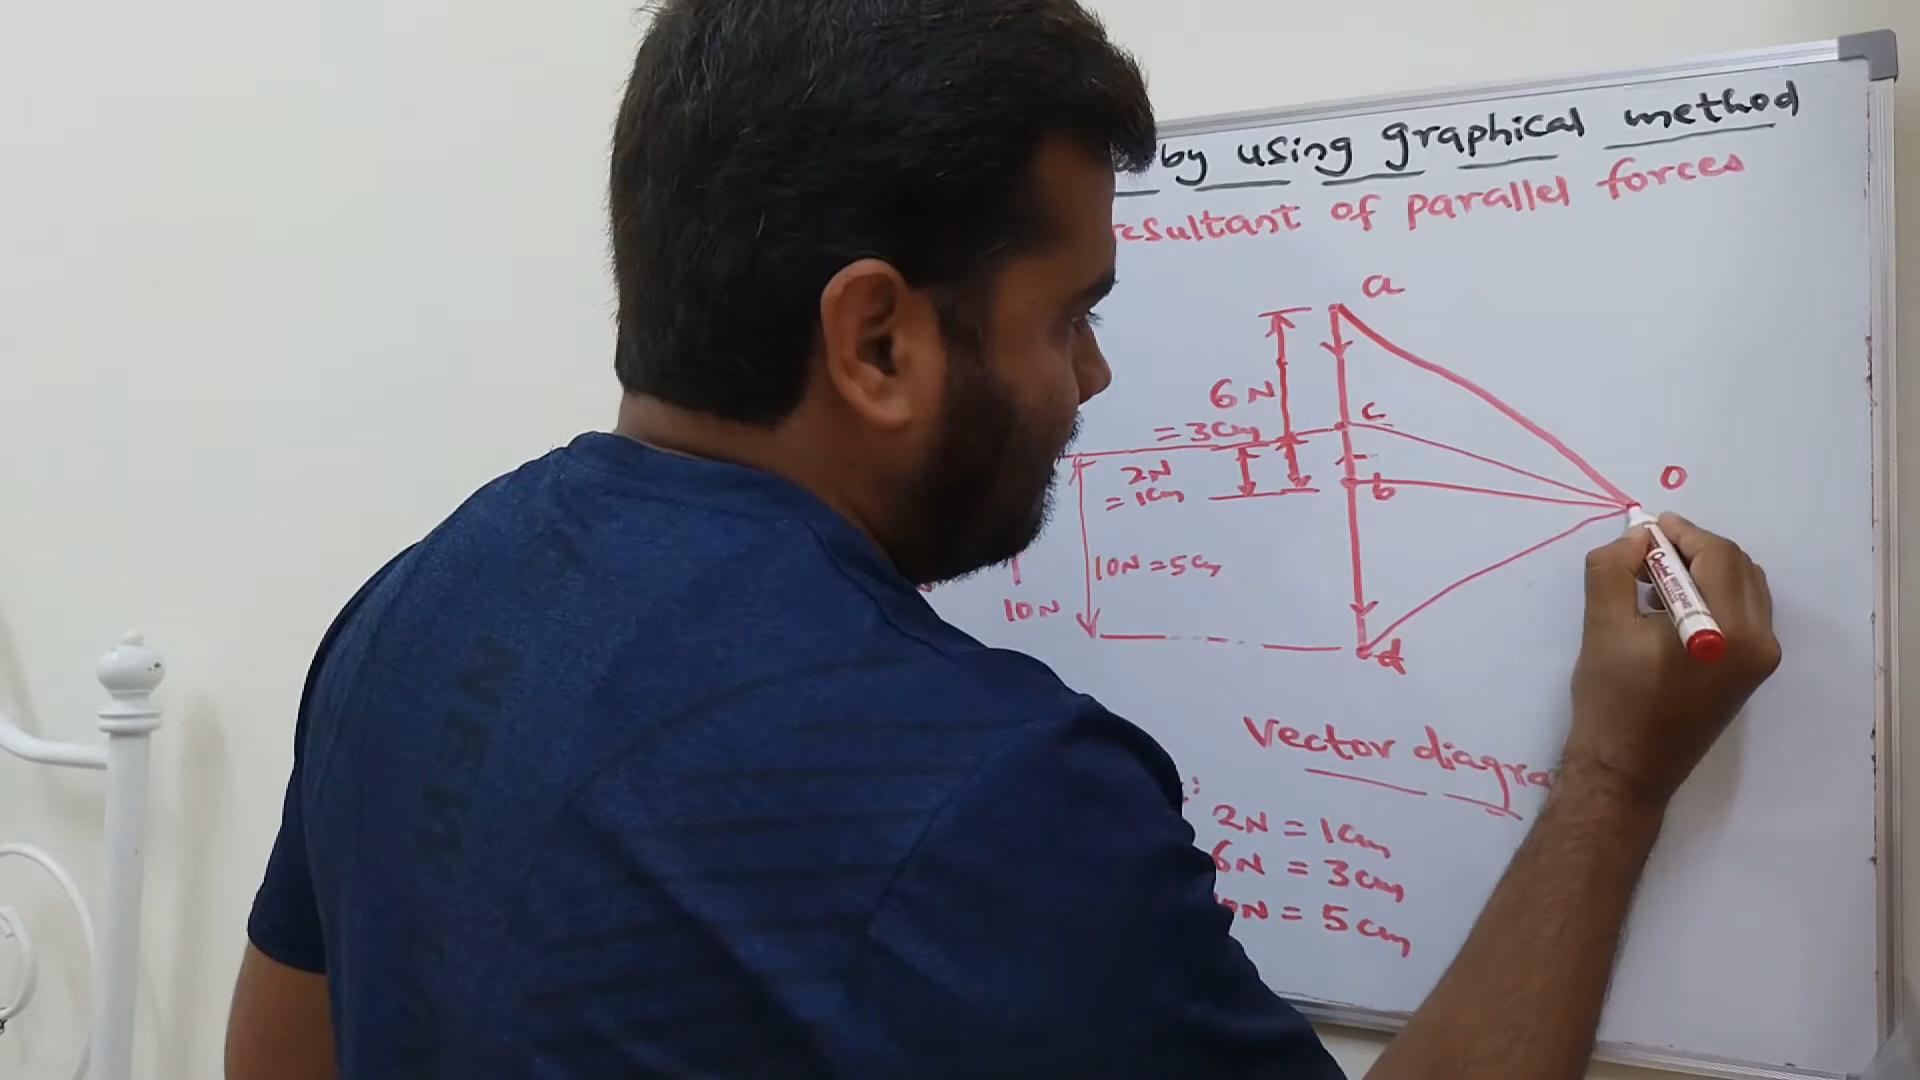 by using graphical method
resultant of parallel forces
a
6N
= 3cm
c
2N
= 1cm
b
O
10N = 5cm
10N
d
Vector diagra
2N = 1cm
6N = 3cm
10N = 5cm